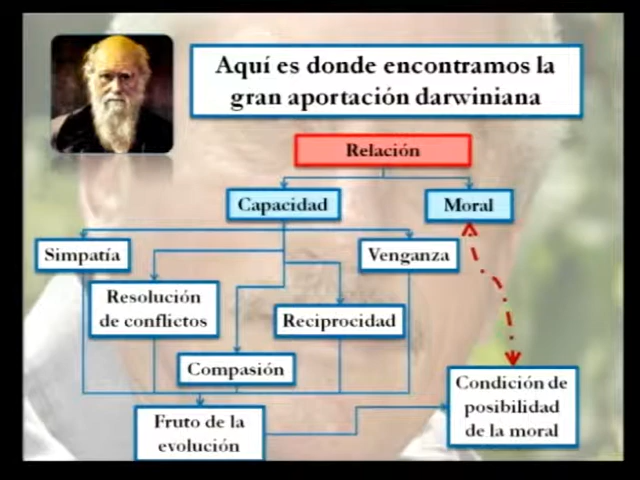 Aquí es donde encontramos la
gran aportación darwiniana
Relación
Capacidad
Moral
Simpatía
Venganza
Resolución
de conflictos
Reciprocidad
Compasión
Condición de
posibilidad
de la moral
Fruto de la
evolución